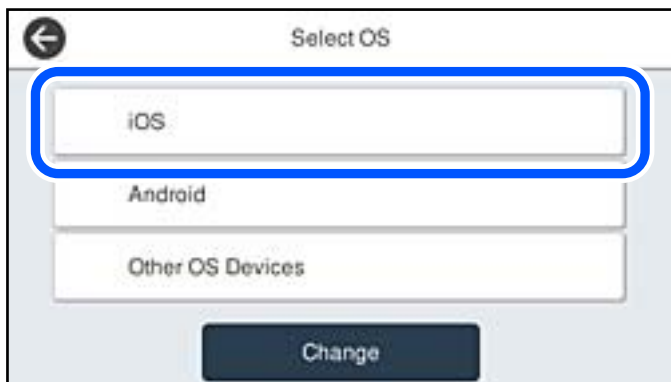 Select OS
iOS
Android
Other OS Devices
Change